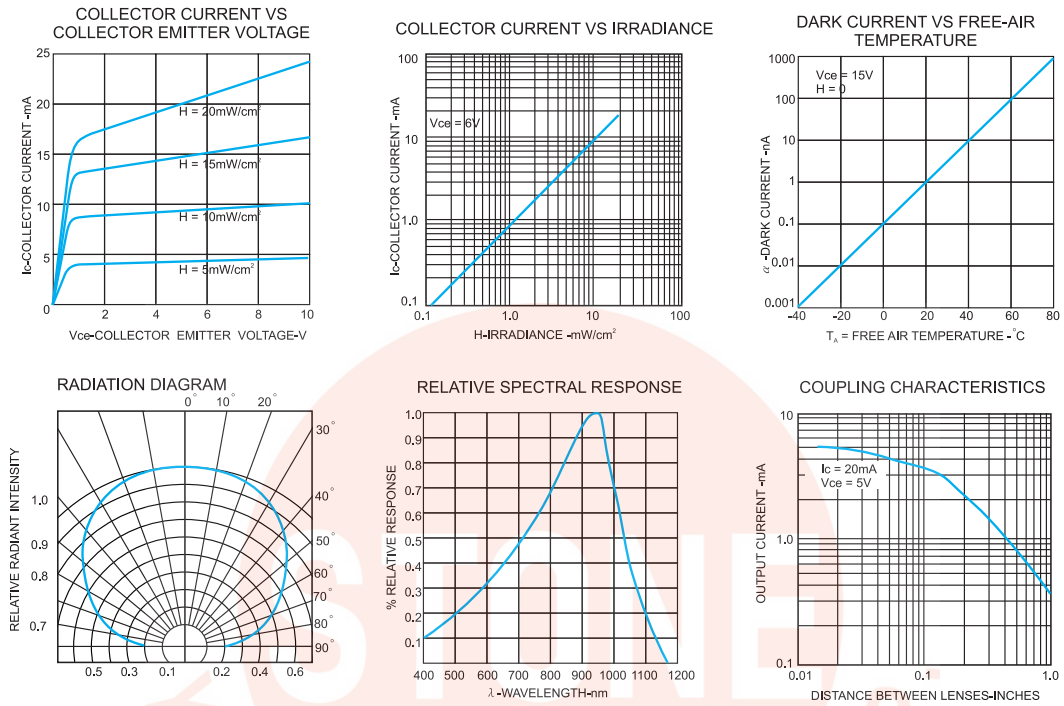 COLLECTOR CURRENT VS
COLLECTOR EMITTER VOLTAGE
25
20
15
10
5
0
Ic-COLLECTOR CURRENT -mA
H = 20mW/cm²
H = 15mW/cm²
H = 10mW/cm²
H = 5mW/cm²
0 2 4 6 8 10
Vce-COLLECTOR EMITTER VOLTAGE-V
COLLECTOR CURRENT VS IRRADIANCE
100
10
1.0
0.1
Ic-COLLECTOR CURRENT -mA
Vce = 6V
0.1 1.0 10 100
H-IRRADIANCE -mW/cm²
DARK CURRENT VS FREE-AIR
TEMPERATURE
1000
100
10
1
0.1
0.01
0.001
α -DARK CURRENT -nA
Vce = 15V
H = 0
-40 -20 0 20 40 60 80
TA = FREE AIR TEMPERATURE -°C
RADIATION DIAGRAM
0° 10° 20°
30°
40°
50°
60°
70°
80°
90°
RELATIVE RADIANT INTENSITY
1.0
0.9
0.8
0.7
0.5 0.3 0.1 0.2 0.4 0.6
RELATIVE SPECTRAL RESPONSE
1.0
0,9
0.8
0.7
0,5
0.4
0.3
0.2
0.1
% RELATIVE RESPONSE
400 500 600 700 800 900 1000 1100 1200
λ -WAVELENGTH-nm
COUPLING CHARACTERISTICS
10
1.0
0.1
OUTPUT CURRENT -mA
Ic = 20mA
Vce = 5V
0.01 0.1 1.0
DISTANCE BETWEEN LENSES-INCHES
STONE